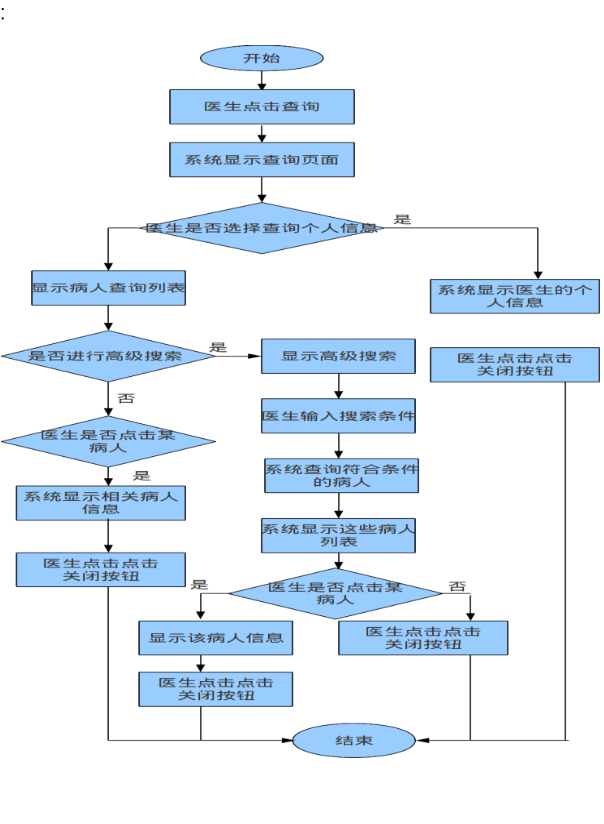 :
开始
医生点击查询
系统显示查询页面
医生是否选择查询个人信息
是
显示病人查询列表
系统显示医生的个
人信息
是否进行高级搜索
是
显示高级搜索
医生点击点击
关闭按钮
否
医生输入搜索条件
医生是否点击某
病人
是
系统查询符合条件
的病人
系统显示相关病人
信息
系统显示这些病人
列表
医生点击点击
关闭按钮
是
医生是否点击某
病人
否
显示该病人信息
医生点击点击
关闭按钮
医生点击点击
关闭按钮
结束